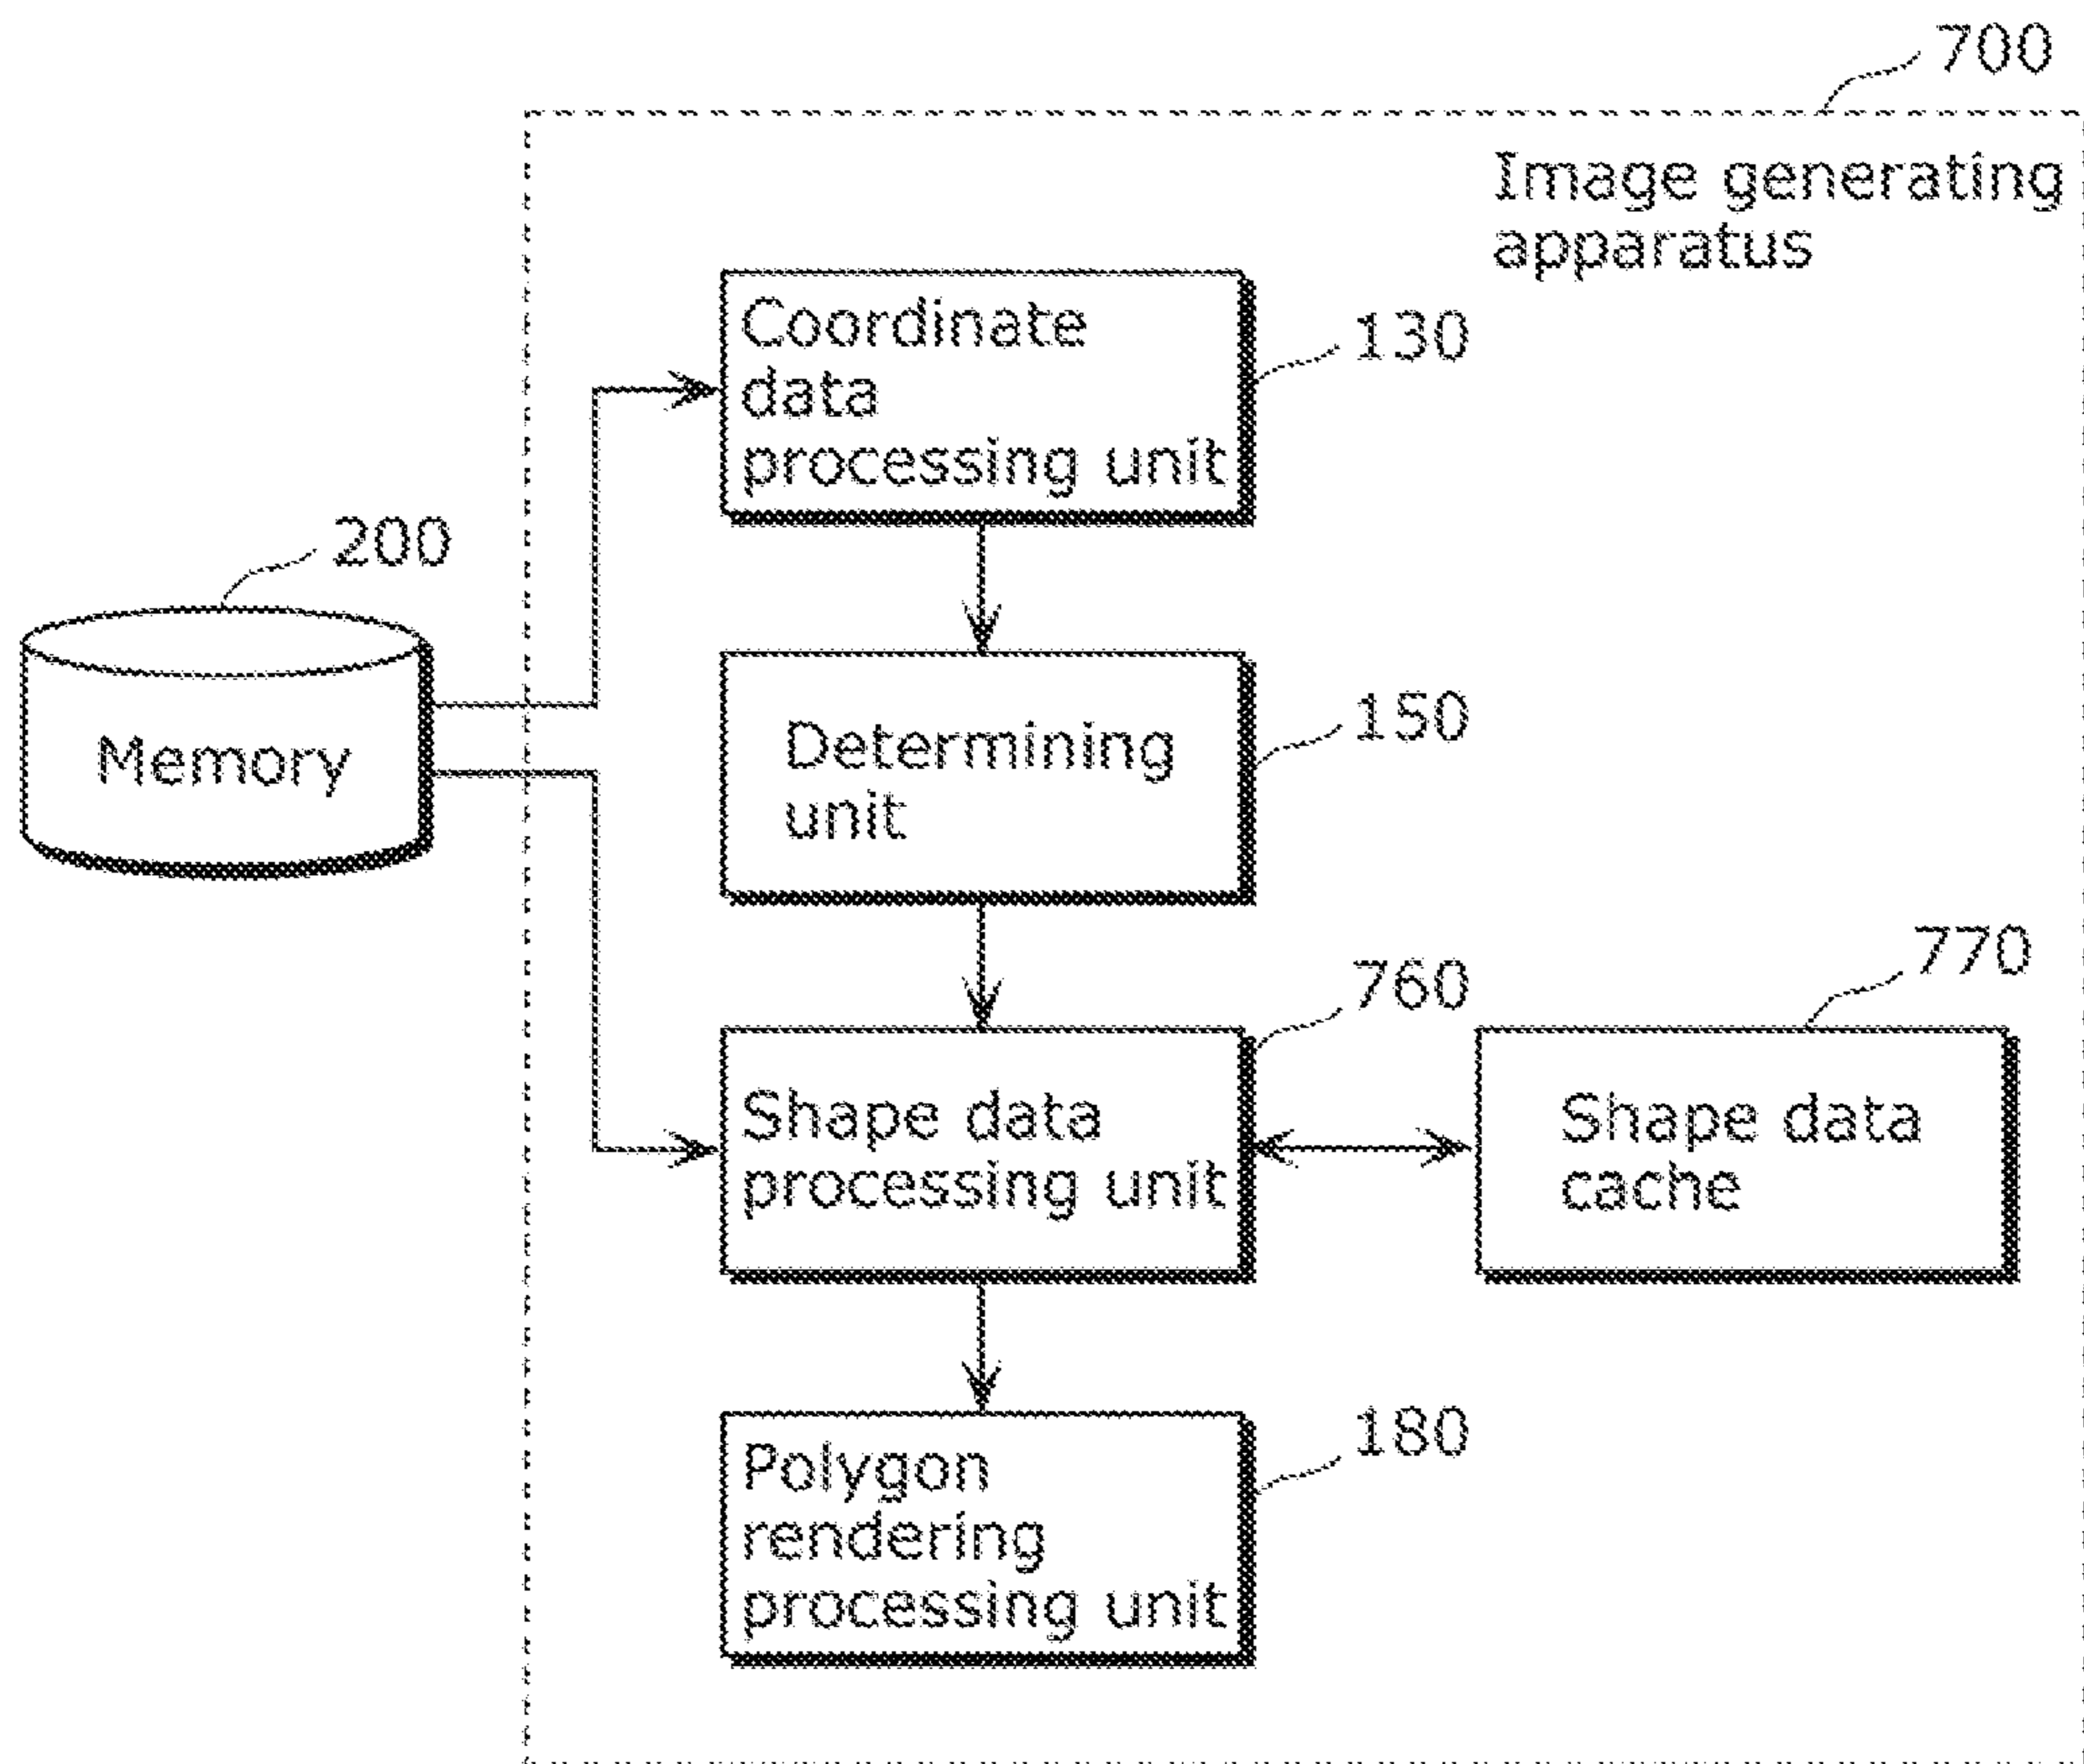 700
Image generating
apparatus
Coordinate
data
processing unit
130
200
Memory
Determining
unit
150
760
770
Shape data
processing unit
Shape data
cache
Polygon
rendering
processing unit
180